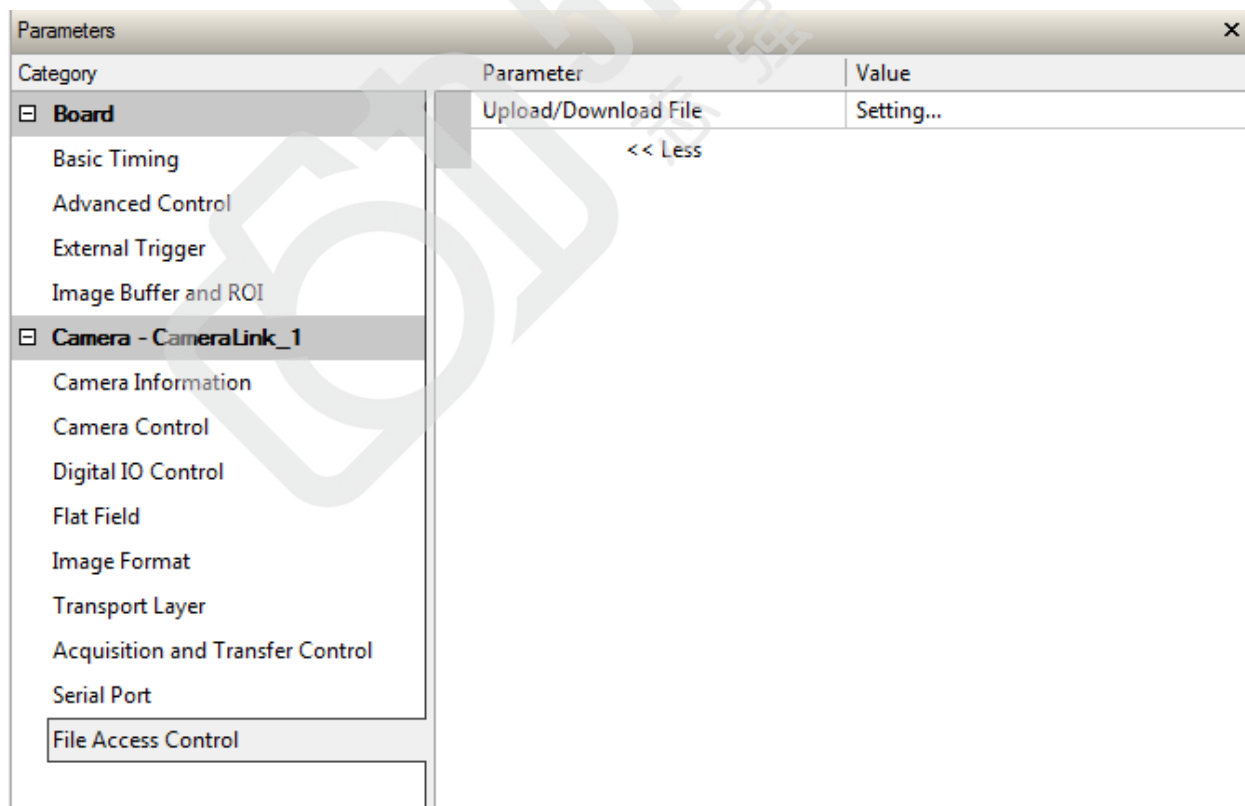 Parameters
Category Parameter Value
Board Upload/Download File Setting...
<< Less
Basic Timing
Advanced Control
External Trigger
Image Buffer and ROI
Camera - CameraLink_1
Camera Information
Camera Control
Digital IO Control
Flat Field
Image Format
Transport Layer
Acquisition and Transfer Control
Serial Port
File Access Control
志强